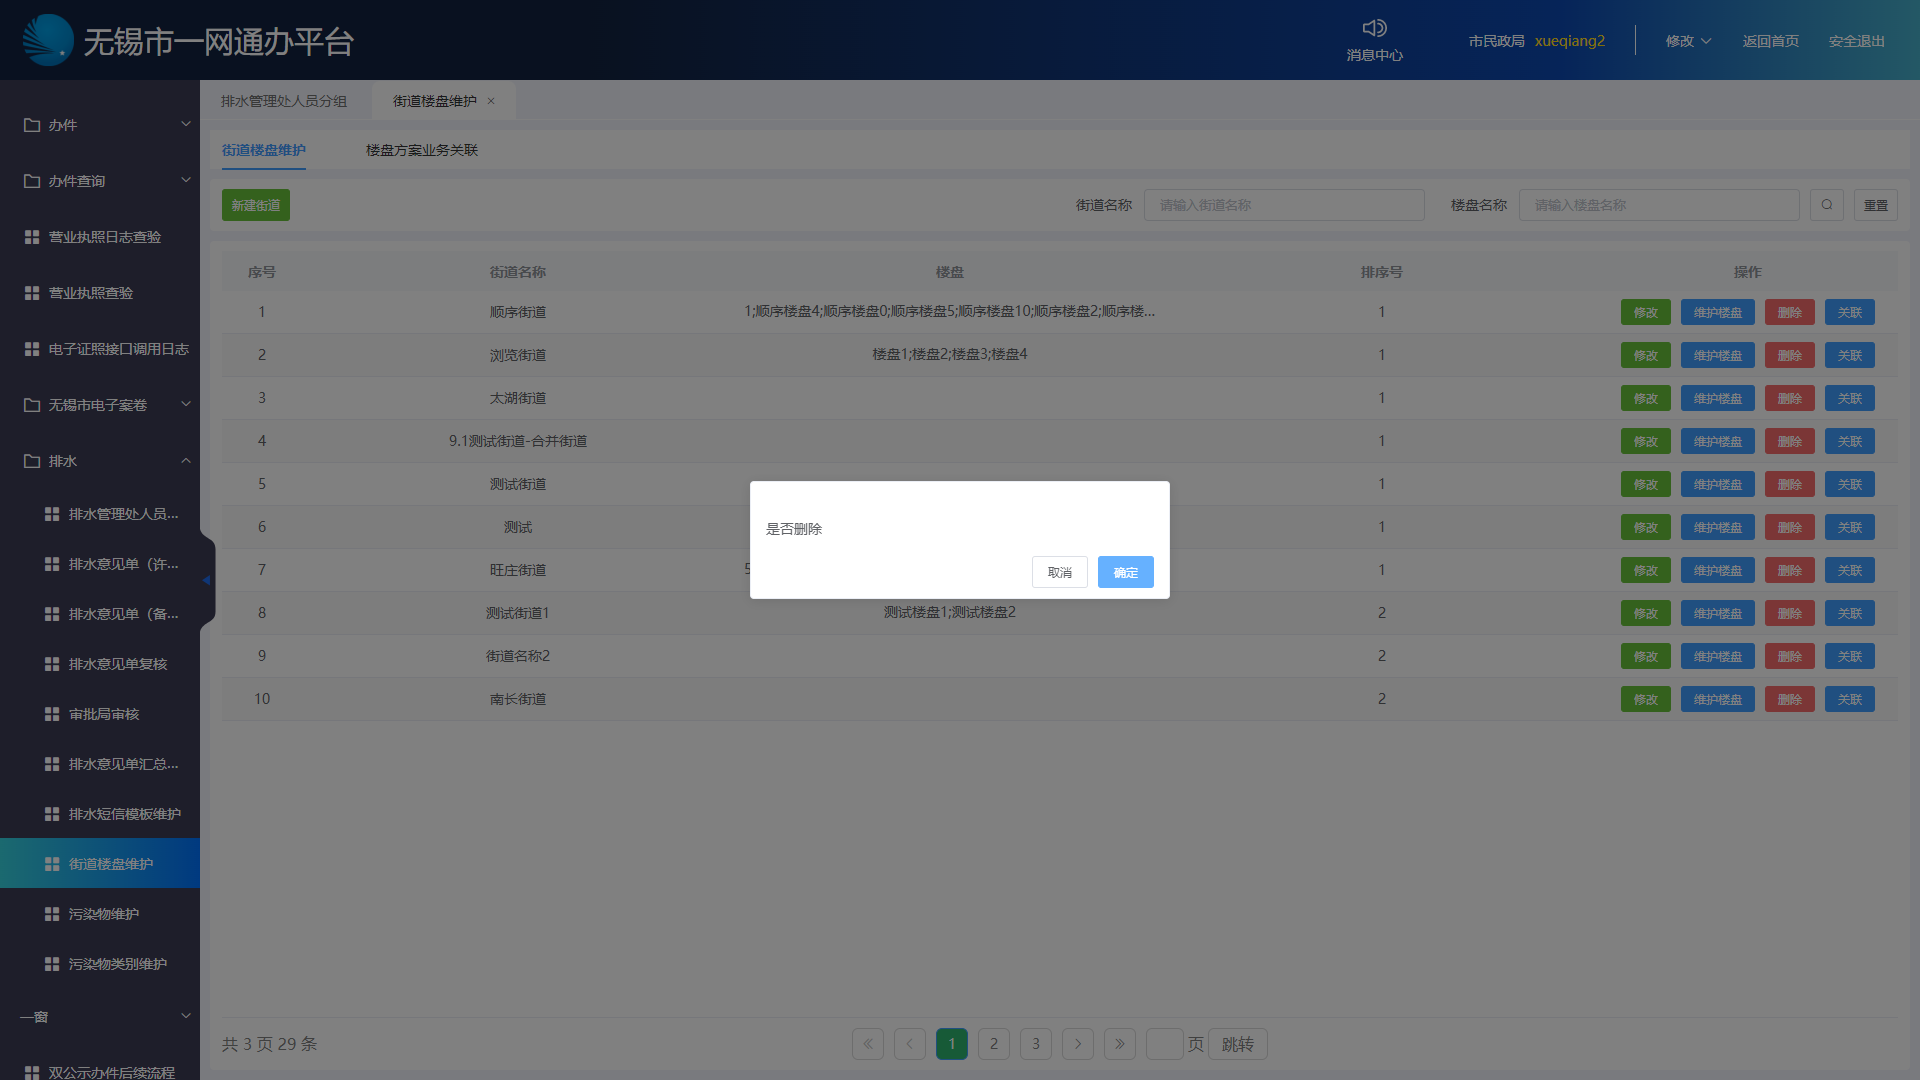 无锡市一网通办平台
消息中心
市民政局 xueqiang2
修改
返回首页
安全退出
办件
办件查询
营业执照日志查验
营业执照查验
电子证照接口调用日志
无锡市电子案卷
排水
排水管理处人员...
排水意见单（许...
排水意见单（备...
排水意见单复核
审批局审核
排水意见单汇总...
排水短信模板维护
街道楼盘维护
污染物维护
污染物类别维护
一窗
双公示办件后续流程
排水管理处人员分组
街道楼盘维护 ×
街道楼盘维护
楼盘方案业务关联
新建街道
街道名称 请输入街道名称
楼盘名称 请输入楼盘名称
重置
序号 街道名称 楼盘 排序号 操作
1 顺序街道 1;顺序楼盘4;顺序楼盘0;顺序楼盘5;顺序楼盘10;顺序楼盘2;顺序楼... 1 修改 维护楼盘 删除 关联
2 浏览街道 楼盘1;楼盘2;楼盘3;楼盘4 1 修改 维护楼盘 删除 关联
3 太湖街道 1 修改 维护楼盘 删除 关联
4 9.1测试街道-合并街道 1 修改 维护楼盘 删除 关联
5 测试街道 1 修改 维护楼盘 删除 关联
6 测试 1 修改 维护楼盘 删除 关联
7 旺庄街道 1 修改 维护楼盘 删除 关联
8 测试街道1 测试楼盘1;测试楼盘2 2 修改 维护楼盘 删除 关联
9 街道名称2 2 修改 维护楼盘 删除 关联
10 南长街道 2 修改 维护楼盘 删除 关联
是否删除
取消 确定
共 3 页 29 条
1 2 3 页 跳转